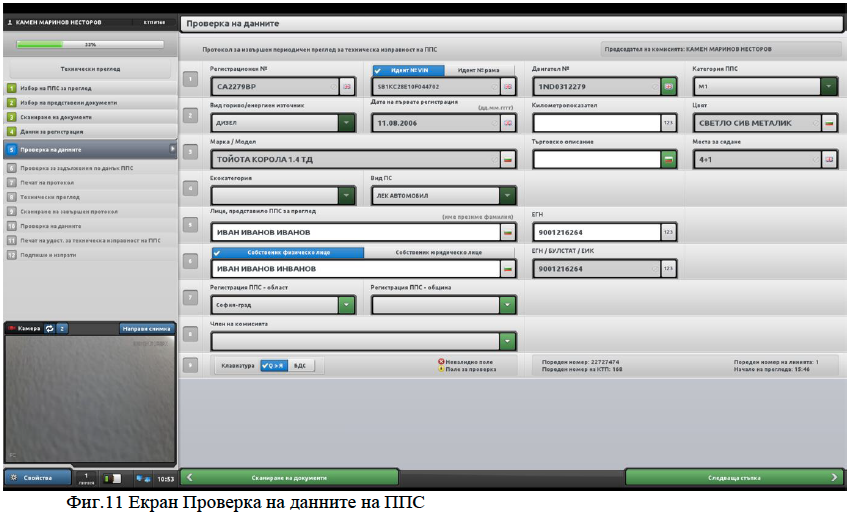 КАМЕН МАРИНОВ НЕСТОРОВ
33%
Технически преглед
1 Избор на ППС за преглед
2 Избор на представени документи
3 Сканиране на документи
4 Данни за регистрация
5 Проверка на данните
6 Проверка за задължения по данък ППС
7 Печат на протокол
8 Технически преглед
9 Сканиране на завършен протокол
10 Проверка на данните
11 Печат на удост. за техническа изправност на ППС
12 Подпиши и изпрати
Камера 2 Направи снимка
Свойства 1 линия 10:53
Проверка на данните
Протокол за извършен периодичен преглед за техническа изправност на ППС
Председател на комисията: КАМЕН МАРИНОВ НЕСТОРОВ
1 Регистрационен № Идент № VIN Идент № рама Двигател № Категория ППС
CA2279BP SB1KC28E10F044702 1ND0312279 M1
2 Вид гориво/енергиен източник Дата на първата регистрация (дд.мм.гггг) Километропоказател Цвят
ДИЗЕЛ 11.08.2006 123 СВЕТЛО СИВ МЕТАЛИК
3 Марка / Модел Търговско описание Места за сядане
ТОЙОТА КОРОЛА 1.4 ТД 4+1
4 Екокатегория Вид ПС
ЛЕК АВТОМОБИЛ
5 Лице, представило ППС за преглед (име презиме фамилия) ЕГН
ИВАН ИВАНОВ ИВАНОВ 9001216264 123
6 Собственик физическо лице Собственик юридическо лице ЕГН / БУЛСТАТ / ЕИК
ИВАН ИВАНОВ ИНВАНОВ 9001216264 123
7 Регистрация ППС - област Регистрация ППС - община
София-град
8 Член на комисията
9 Клавиатура Я БДС
Невалидно поле
Поле за проверка
Пореден номер: 22727474
Пореден номер на КТП: 168
Пореден номер на линията: 1
Начало на прегледа: 15:46
Сканиране на документи
Следваща стъпка
Фиг.11 Екран Проверка на данните на ППС